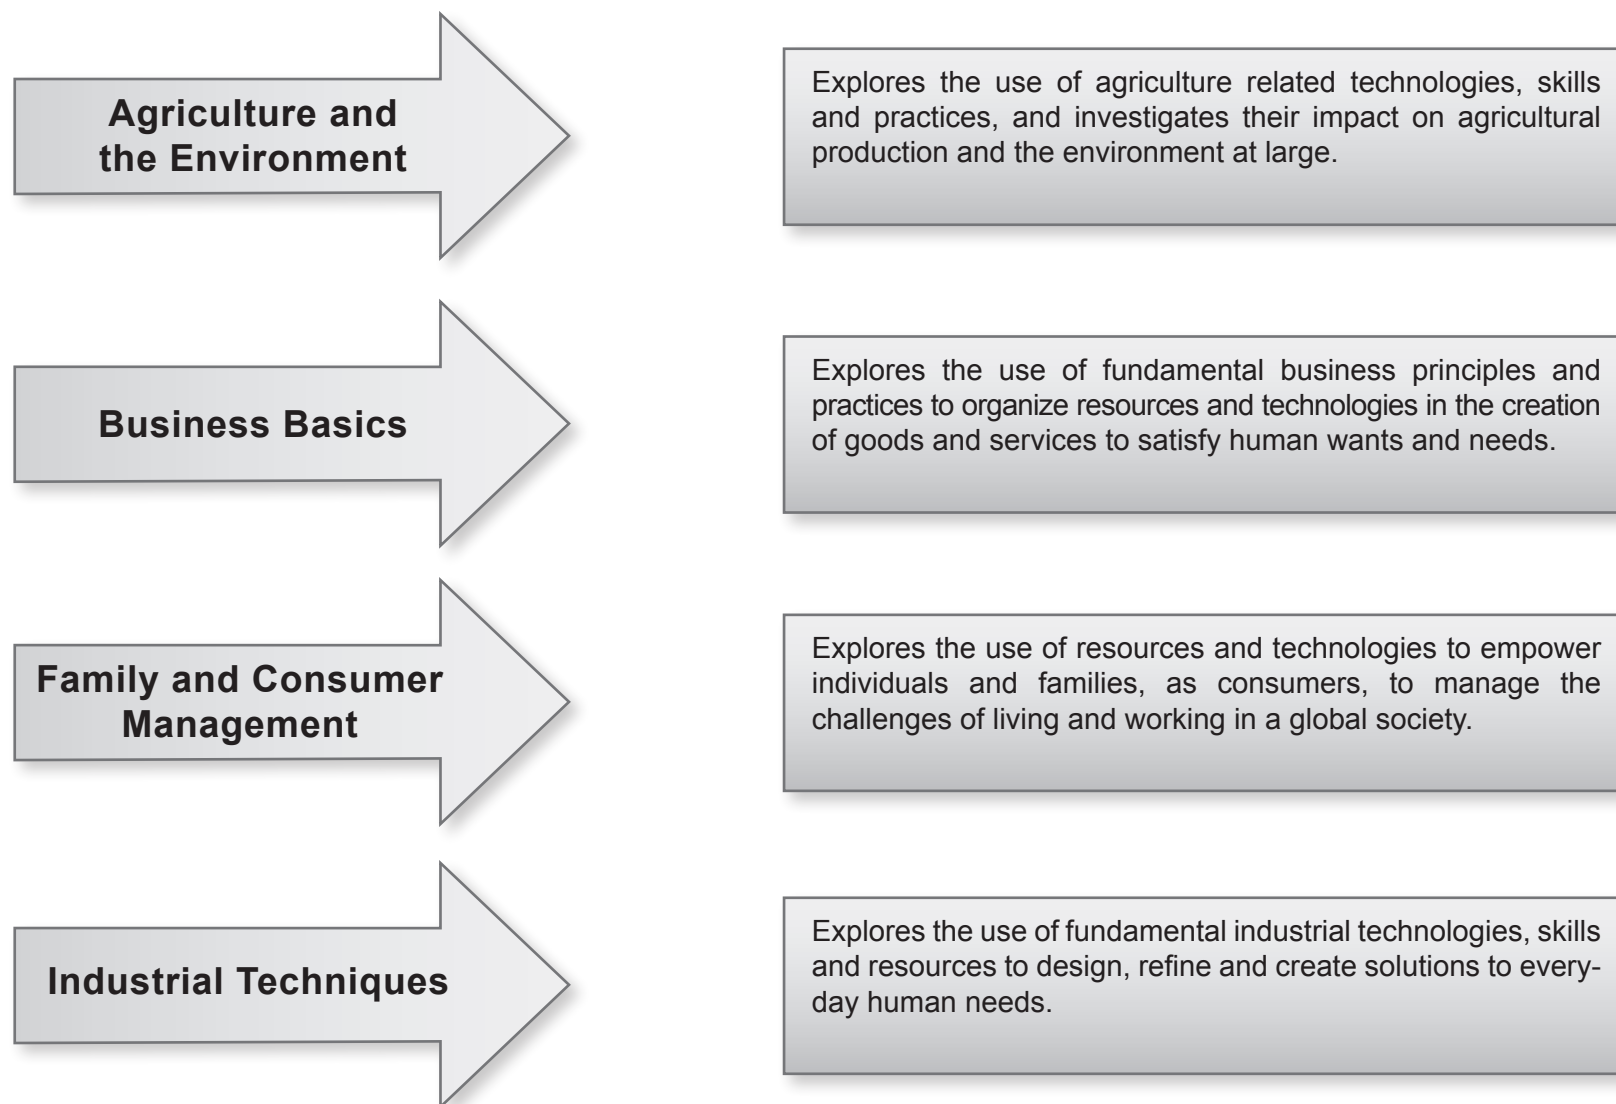 Agriculture and
the Environment
Explores the use of agriculture related technologies, skills
and practices, and investigates their impact on agricultural
production and the environment at large.
Business Basics
Explores the use of fundamental business principles and
practices to organize resources and technologies in the creation
of goods and services to satisfy human wants and needs.
Family and Consumer
Management
Explores the use of resources and technologies to empower
individuals and families, as consumers, to manage the
challenges of living and working in a global society.
Industrial Techniques
Explores the use of fundamental industrial technologies, skills
and resources to design, refine and create solutions to every-
day human needs.